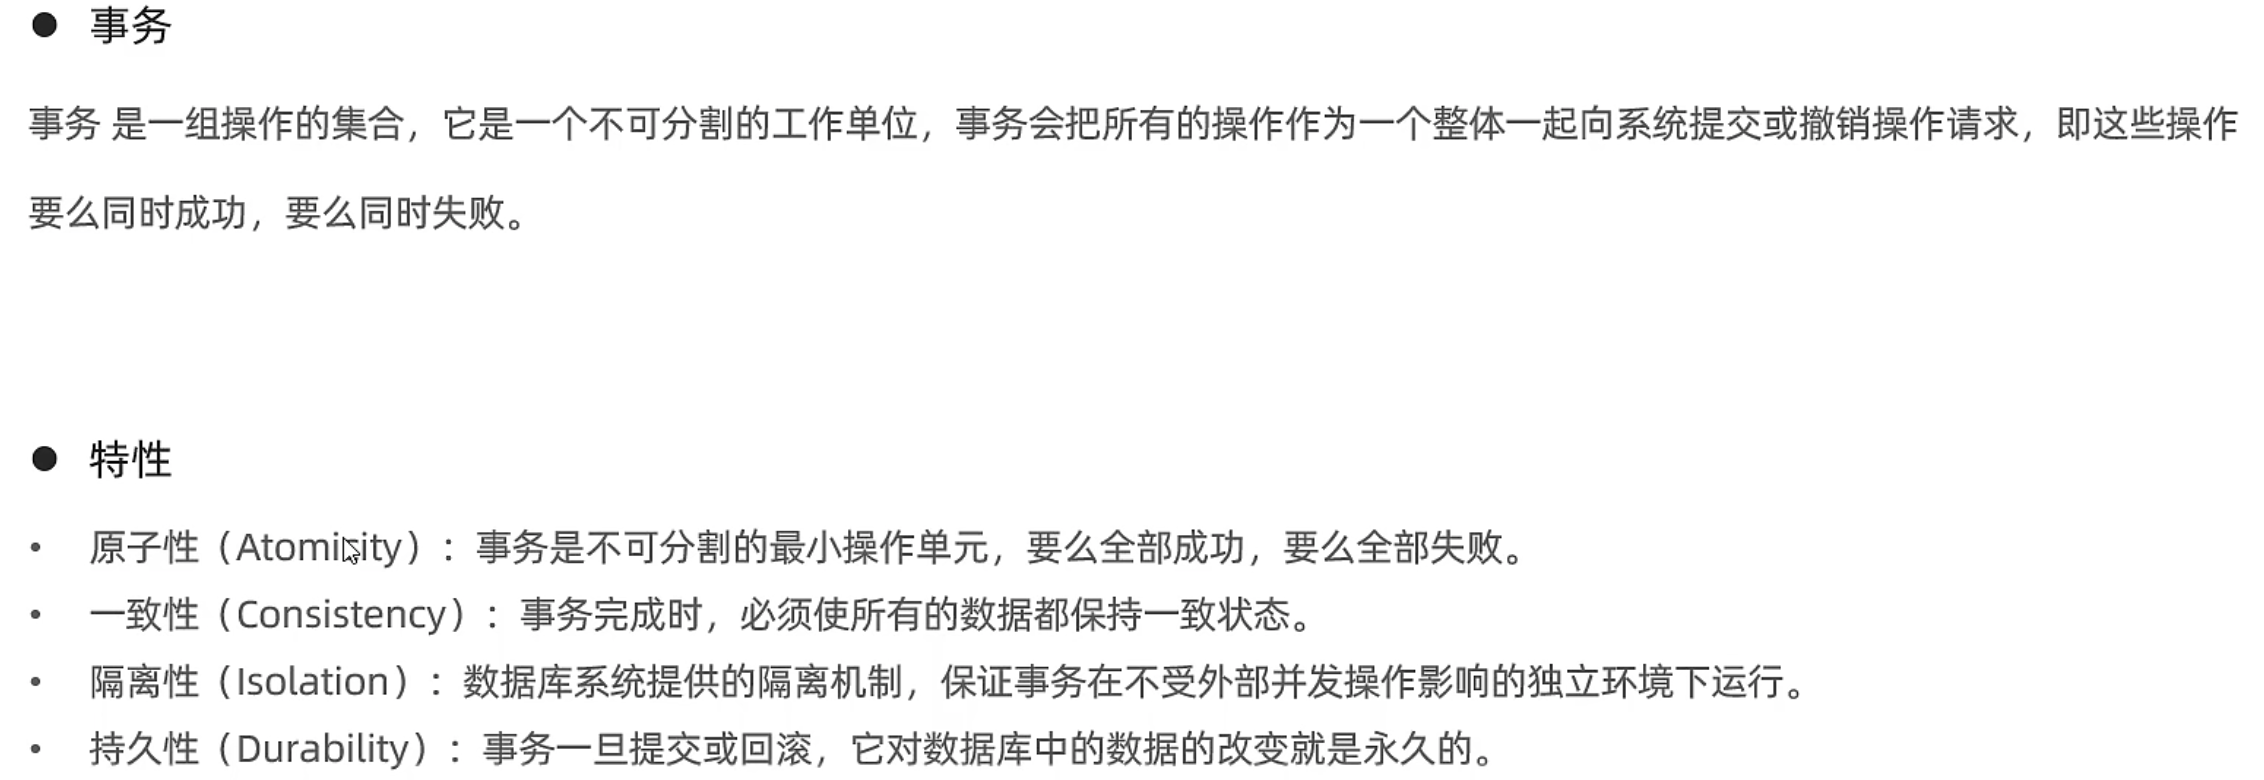 ● 事务
事务 是一组操作的集合，它是一个不可分割的工作单位，事务会把所有的操作作为一个整体一起向系统提交或撤销操作请求，即这些操作
要么同时成功，要么同时失败。
● 特性
• 原子性（Atomicity）：事务是不可分割的最小操作单元，要么全部成功，要么全部失败。
• 一致性（Consistency）：事务完成时，必须使所有的数据都保持一致状态。
• 隔离性（Isolation）：数据库系统提供的隔离机制，保证事务在不受外部并发操作影响的独立环境下运行。
• 持久性（Durability）：事务一旦提交或回滚，它对数据库中的数据的改变就是永久的。